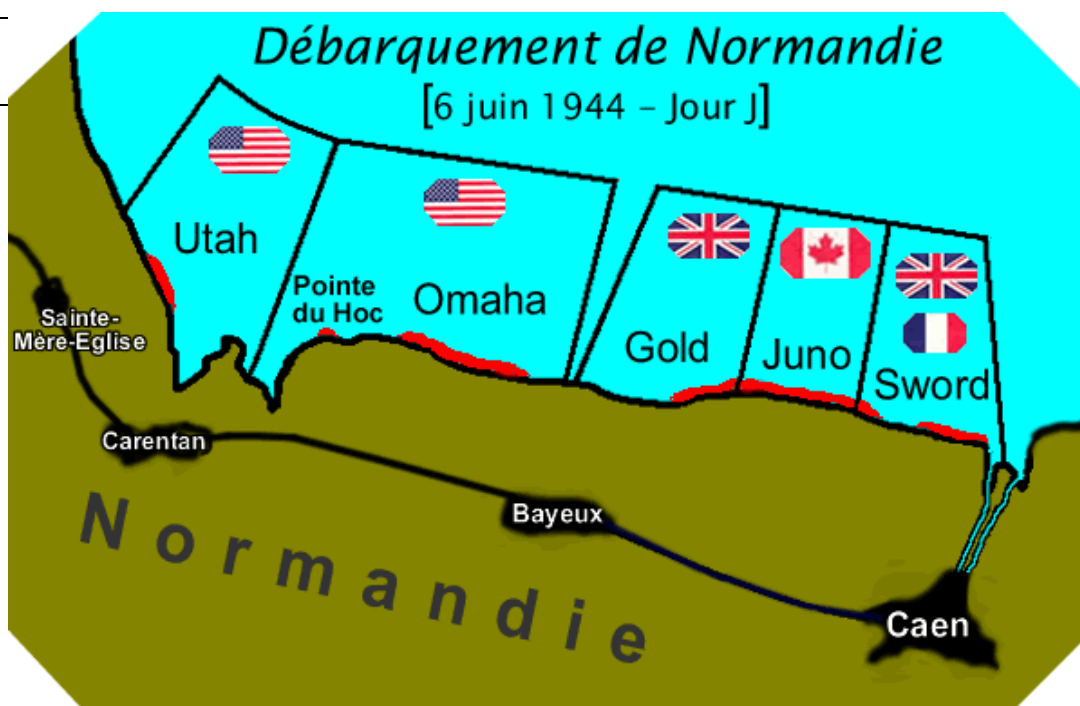 Débarquement de Normandie
[6 juin 1944 – Jour J]
Utah
Pointe
du Hoc
Omaha
Gold
Juno
Sword
Sainte-
Mère-Eglise
Carentan
Bayeux
Caen
Normandie